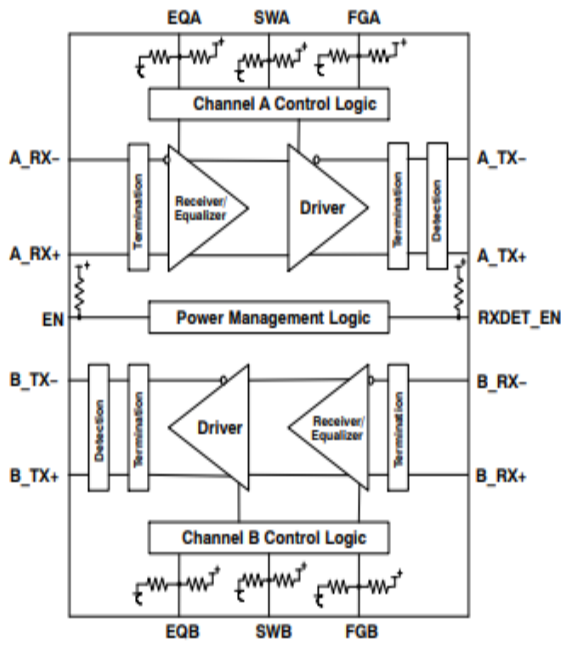 EQA SWA FGA
Channel A Control Logic
A_RX-
A_TX-
Termination
Receiver/
Equalizer
Driver
Termination
Detection
A_RX+
A_TX+
EN
Power Management Logic
RXDET_EN
B_TX-
B_RX-
Detection
Termination
Driver
Receiver/
Equalizer
Termination
B_TX+
B_RX+
Channel B Control Logic
EQB SWB FGB